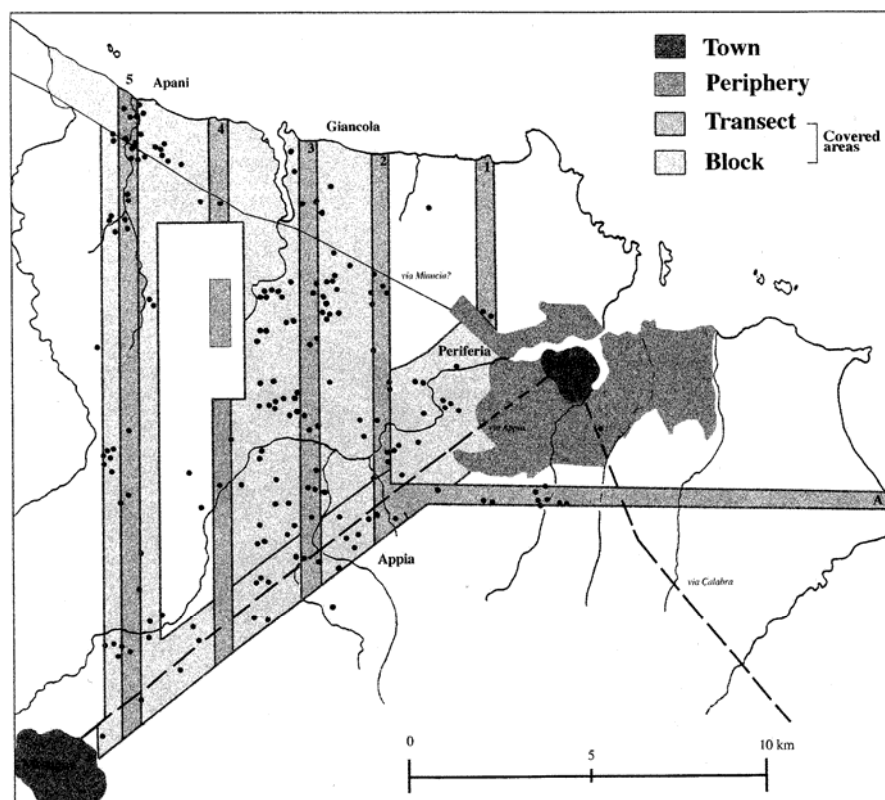 Town
Periphery
Transect
Block
Covered
areas
5
Apani
4
Giancola
3
2
1
via Minucia?
Periferia
via Appia
A
Appia
via Calabra
0
5
10 km